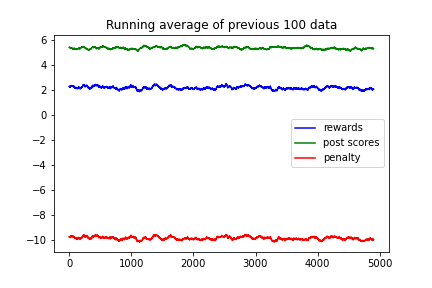 Running average of previous 100 data
6
4
2
0
−2
−4
−6
−8
−10
rewards
post scores
penalty
0 1000 2000 3000 4000 5000